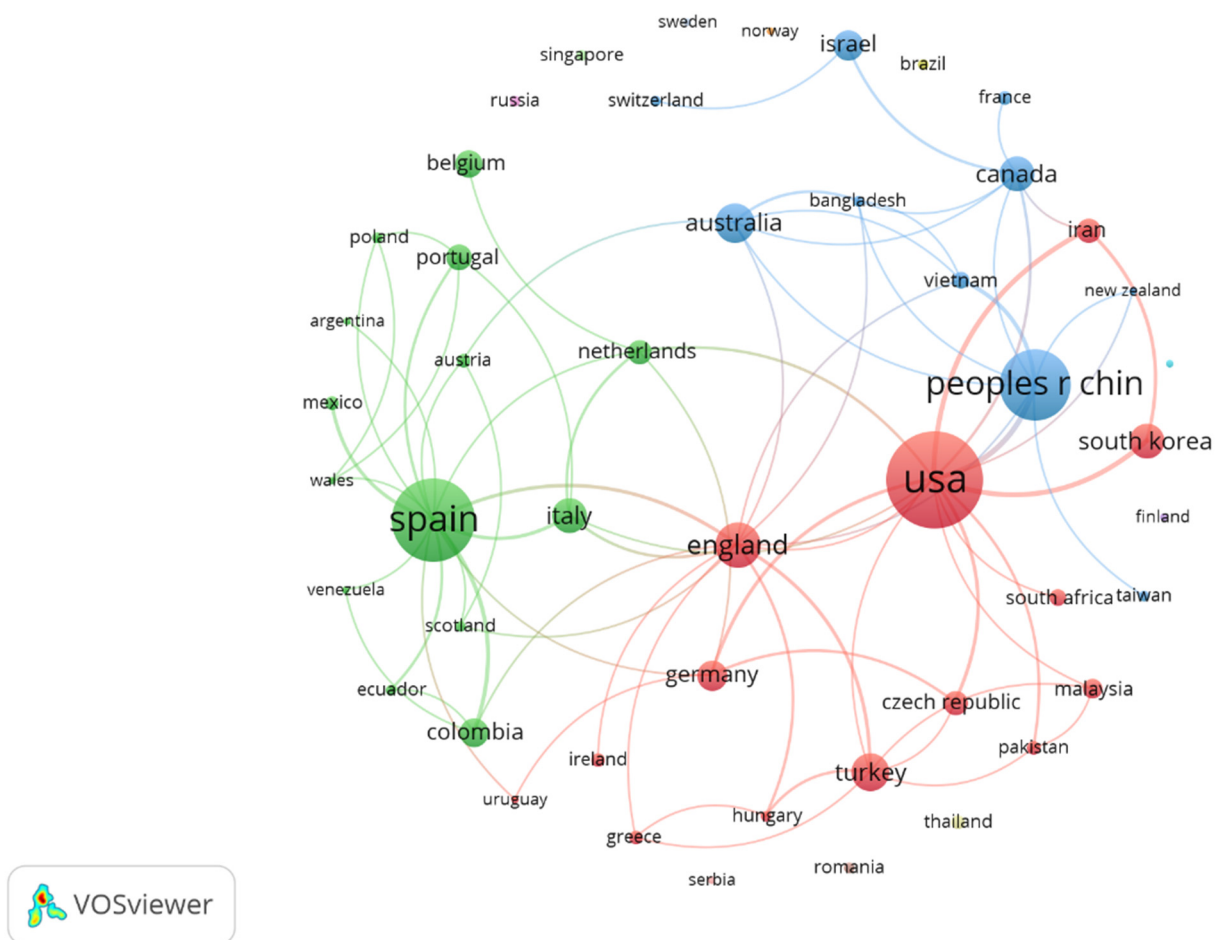 sweden
norway
israel
singapore
brazil
russia
switzerland
france
belgium
canada
bangladesh
australia
iran
poland
portugal
vietnam
new zealand
argentina
austria
netherlands
peoples r chin
mexico
south korea
wales
usa
spain
italy
finland
england
venezuela
south africa
taiwan
scotland
germany
ecuador
malaysia
czech republic
colombia
pakistan
ireland
turkey
uruguay
hungary
thailand
greece
romania
serbia
VOSviewer